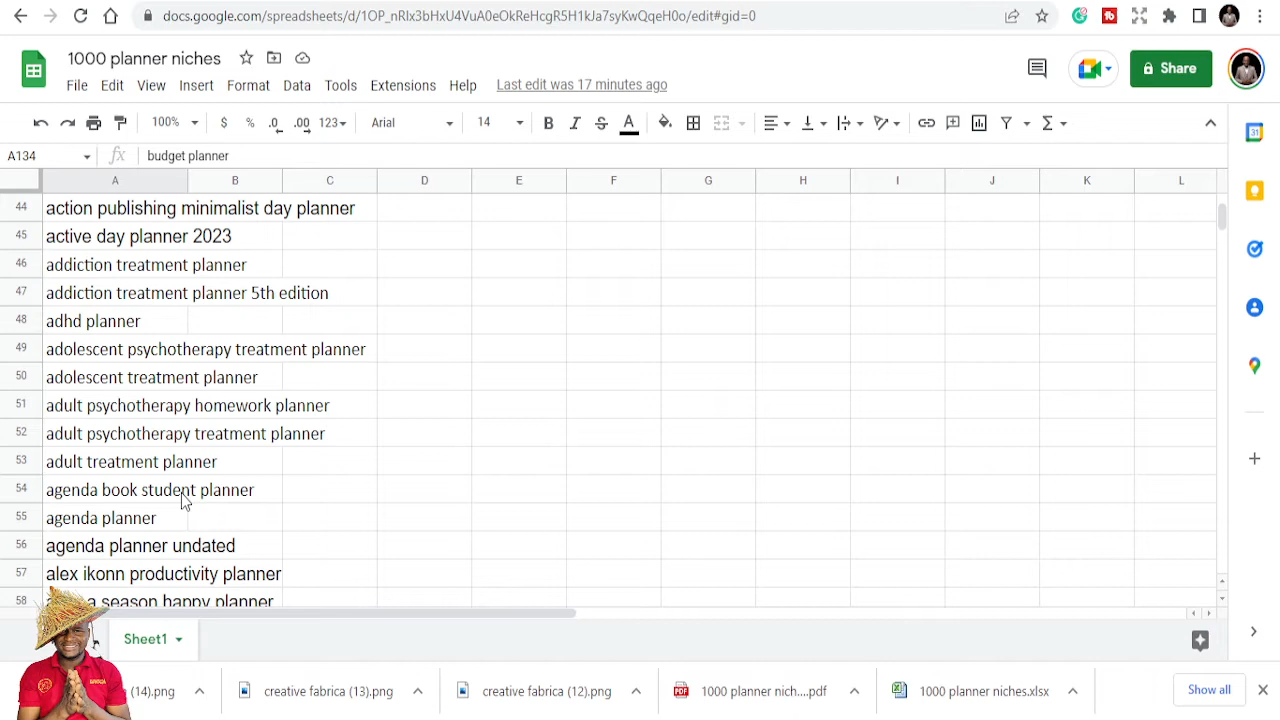 docs.google.com/spreadsheets/d/1OP_nRIx3bHxU4VuA0eOkReHcgR5H1kJa7syKwQqeH0o/edit#gid=0
1000 planner niches
Share
File Edit View Insert Format Data Tools Extensions Help Last edit was 17 minutes ago
100% $ % .0 .00 123 Arial 14 B I S A
A134 fx budget planner
A B C D E F G H I J K L
44 action publishing minimalist day planner
45 active day planner 2023
46 addiction treatment planner
47 addiction treatment planner 5th edition
48 adhd planner
49 adolescent psychotherapy treatment planner
50 adolescent treatment planner
51 adult psychotherapy homework planner
52 adult psychotherapy treatment planner
53 adult treatment planner
54 agenda book student planner
55 agenda planner
56 agenda planner undated
57 alex ikonn productivity planner
58 a season happy planner
Sheet1
(14).png creative fabrica (13).png creative fabrica (12).png 1000 planner nich....pdf 1000 planner niches.xlsx Show all